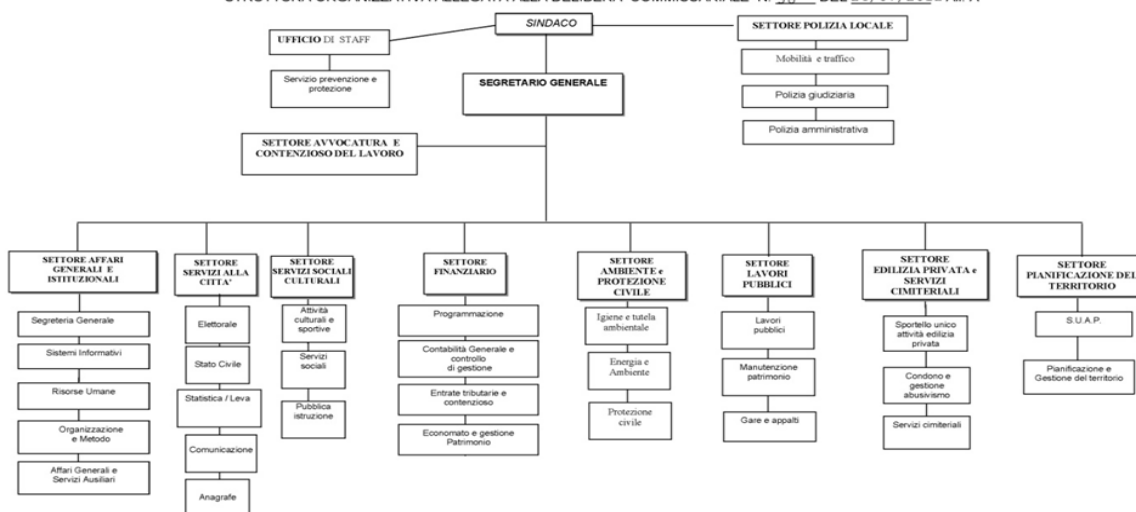 STRUTTURA ORGANIZZATIVA ALLEGATA ALLA DELIBERA COMMISSARIALE N.
SINDACO
UFFICIO DI STAFF
Servizio prevenzione e
protezione
SEGRETARIO GENERALE
SETTORE POLIZIA LOCALE
Mobilità e traffico
Polizia giudiziaria
Polizia amministrativa
SETTORE AVVOCATURA E
CONTENZIOSO DEL LAVORO
SETTORE AFFARI
GENERALI E
ISTITUZIONALI
Segreteria Generale
Sistemi Informativi
Risorse Umane
Organizzazione
e Metodo
Affari Generali e
Servizi Ausiliari
SETTORE
SERVIZI ALLA
CITTA'
Elettorale
Stato Civile
Statistica / Leva
Comunicazione
Anagrafe
SETTORE
SERVIZI SOCIALI
CULTURALI
Attività
culturali e
sportive
Servizi
sociali
Pubblica
istruzione
SETTORE
FINANZIARIO
Programmazione
Contabilità Generale e
controllo
di gestione
Entrate tributarie e
contenzioso
Economato e gestione
Patrimonio
SETTORE
AMBIENTE e
PROTEZIONE
CIVILE
Igiene e tutela
ambientale
Energia e
Ambiente
Protezione
civile
SETTORE
LAVORI
PUBBLICI
Lavori
pubblici
Manutenzione
patrimonio
Gare e appalti
SETTORE
EDILIZIA PRIVATA e
SERVIZI
CIMITERIALI
Sportello unico
attività edilizia
privata
Condono e
gestione
abusivismo
Servizi cimiteriali
SETTORE
PIANIFICAZIONE DEL
TERRITORIO
S.U.A.P.
Pianificazione e
Gestione del territorio